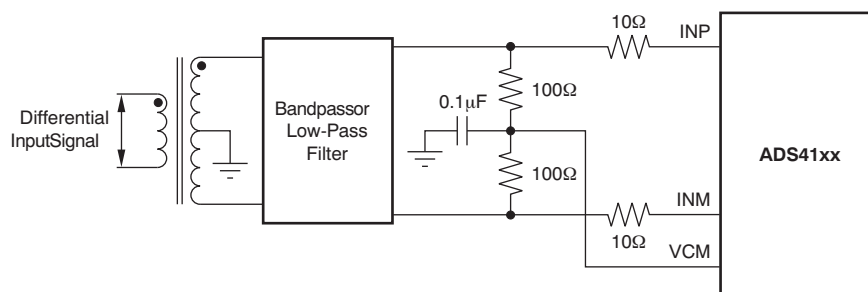 10Ω
INP
0.1μF
100Ω
Differential
InputSignal
Bandpassor
Low-Pass
Filter
ADS41xx
100Ω
INM
10Ω
VCM